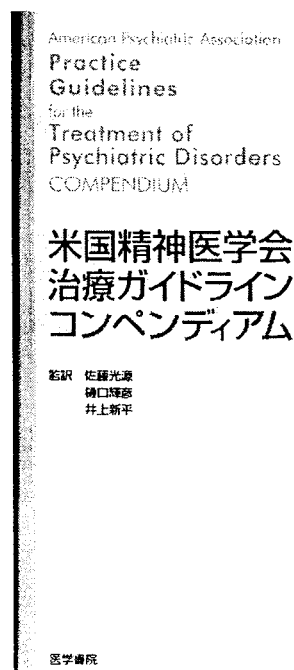 American Psychiatric Association
Practice
Guidelines
for the
Treatment of
Psychiatric Disorders
COMPENDIUM
米国精神医学会
治療ガイドライン
コンペンディアム
監訳 佐藤光源
樋口輝彦
井上新平
医学書院